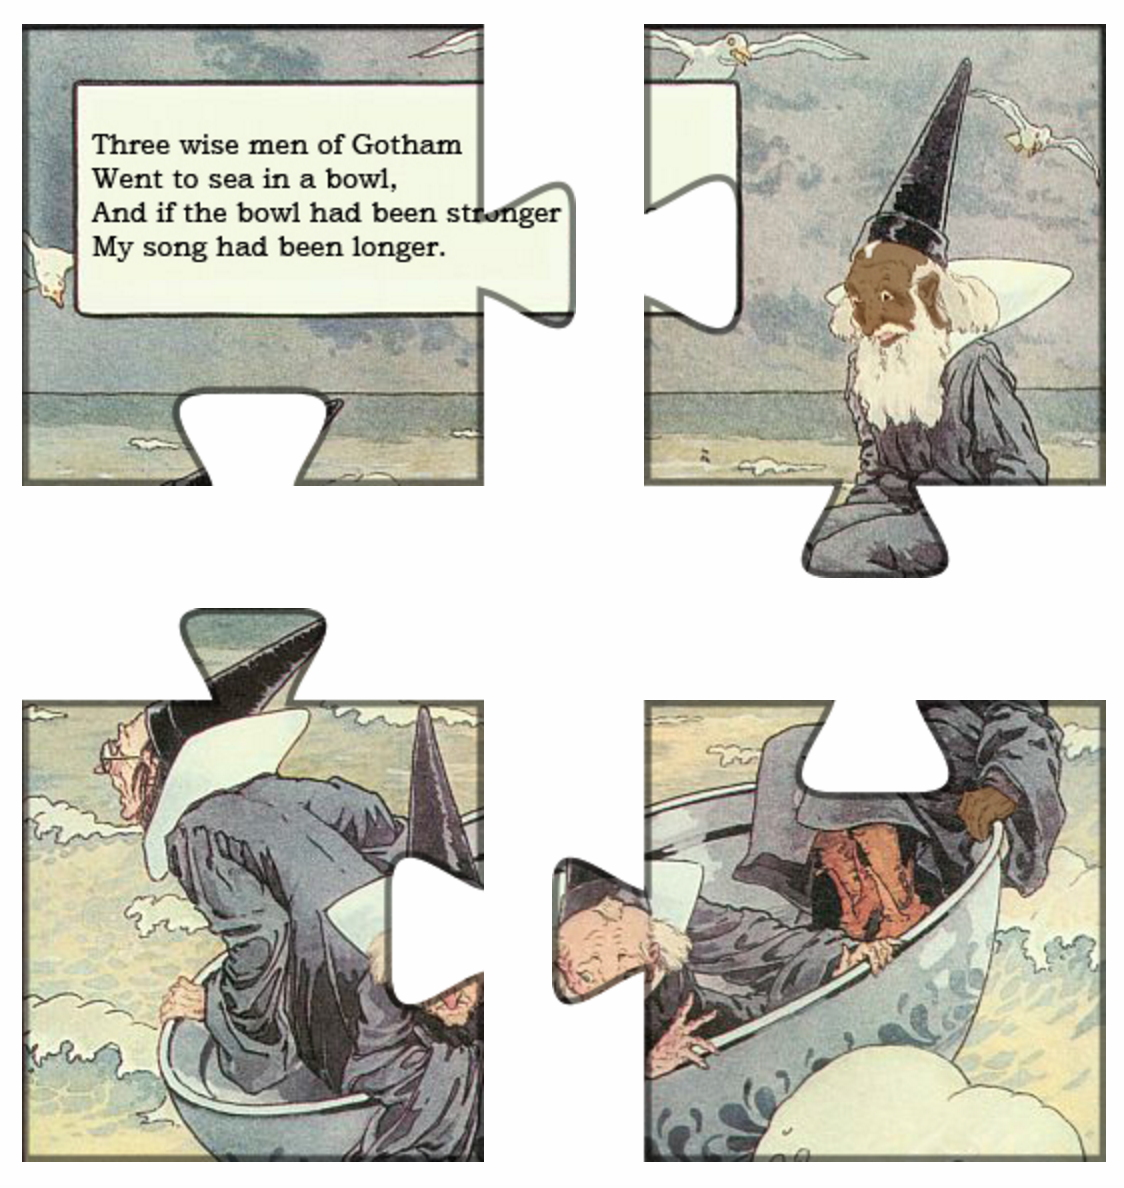 Three wise men of Gotham
Went to sea in a bowl,
And if the bowl had been stronger
My song had been longer.